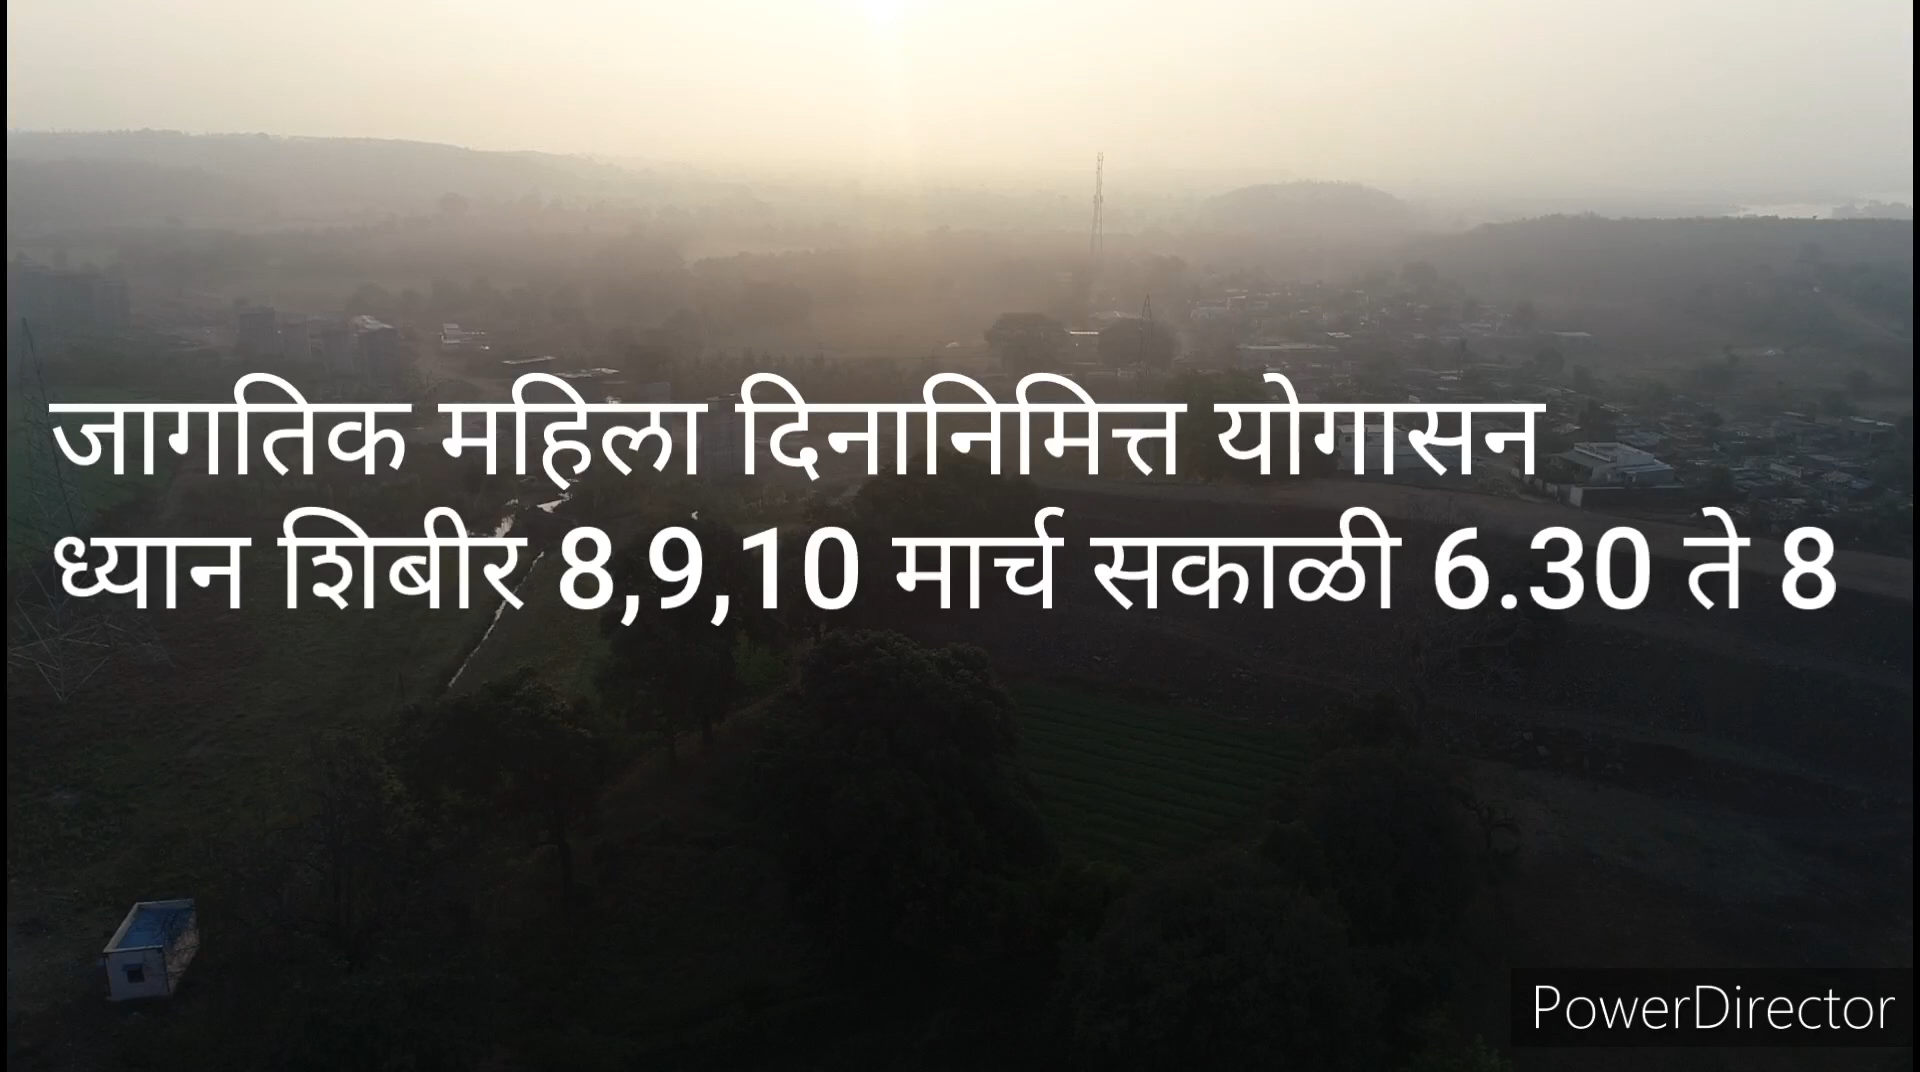 जागतिक महिला दिनानिमित्त योगासन
ध्यान शिबीर 8,9,10 मार्च सकाळी 6.30 ते 8
PowerDirector